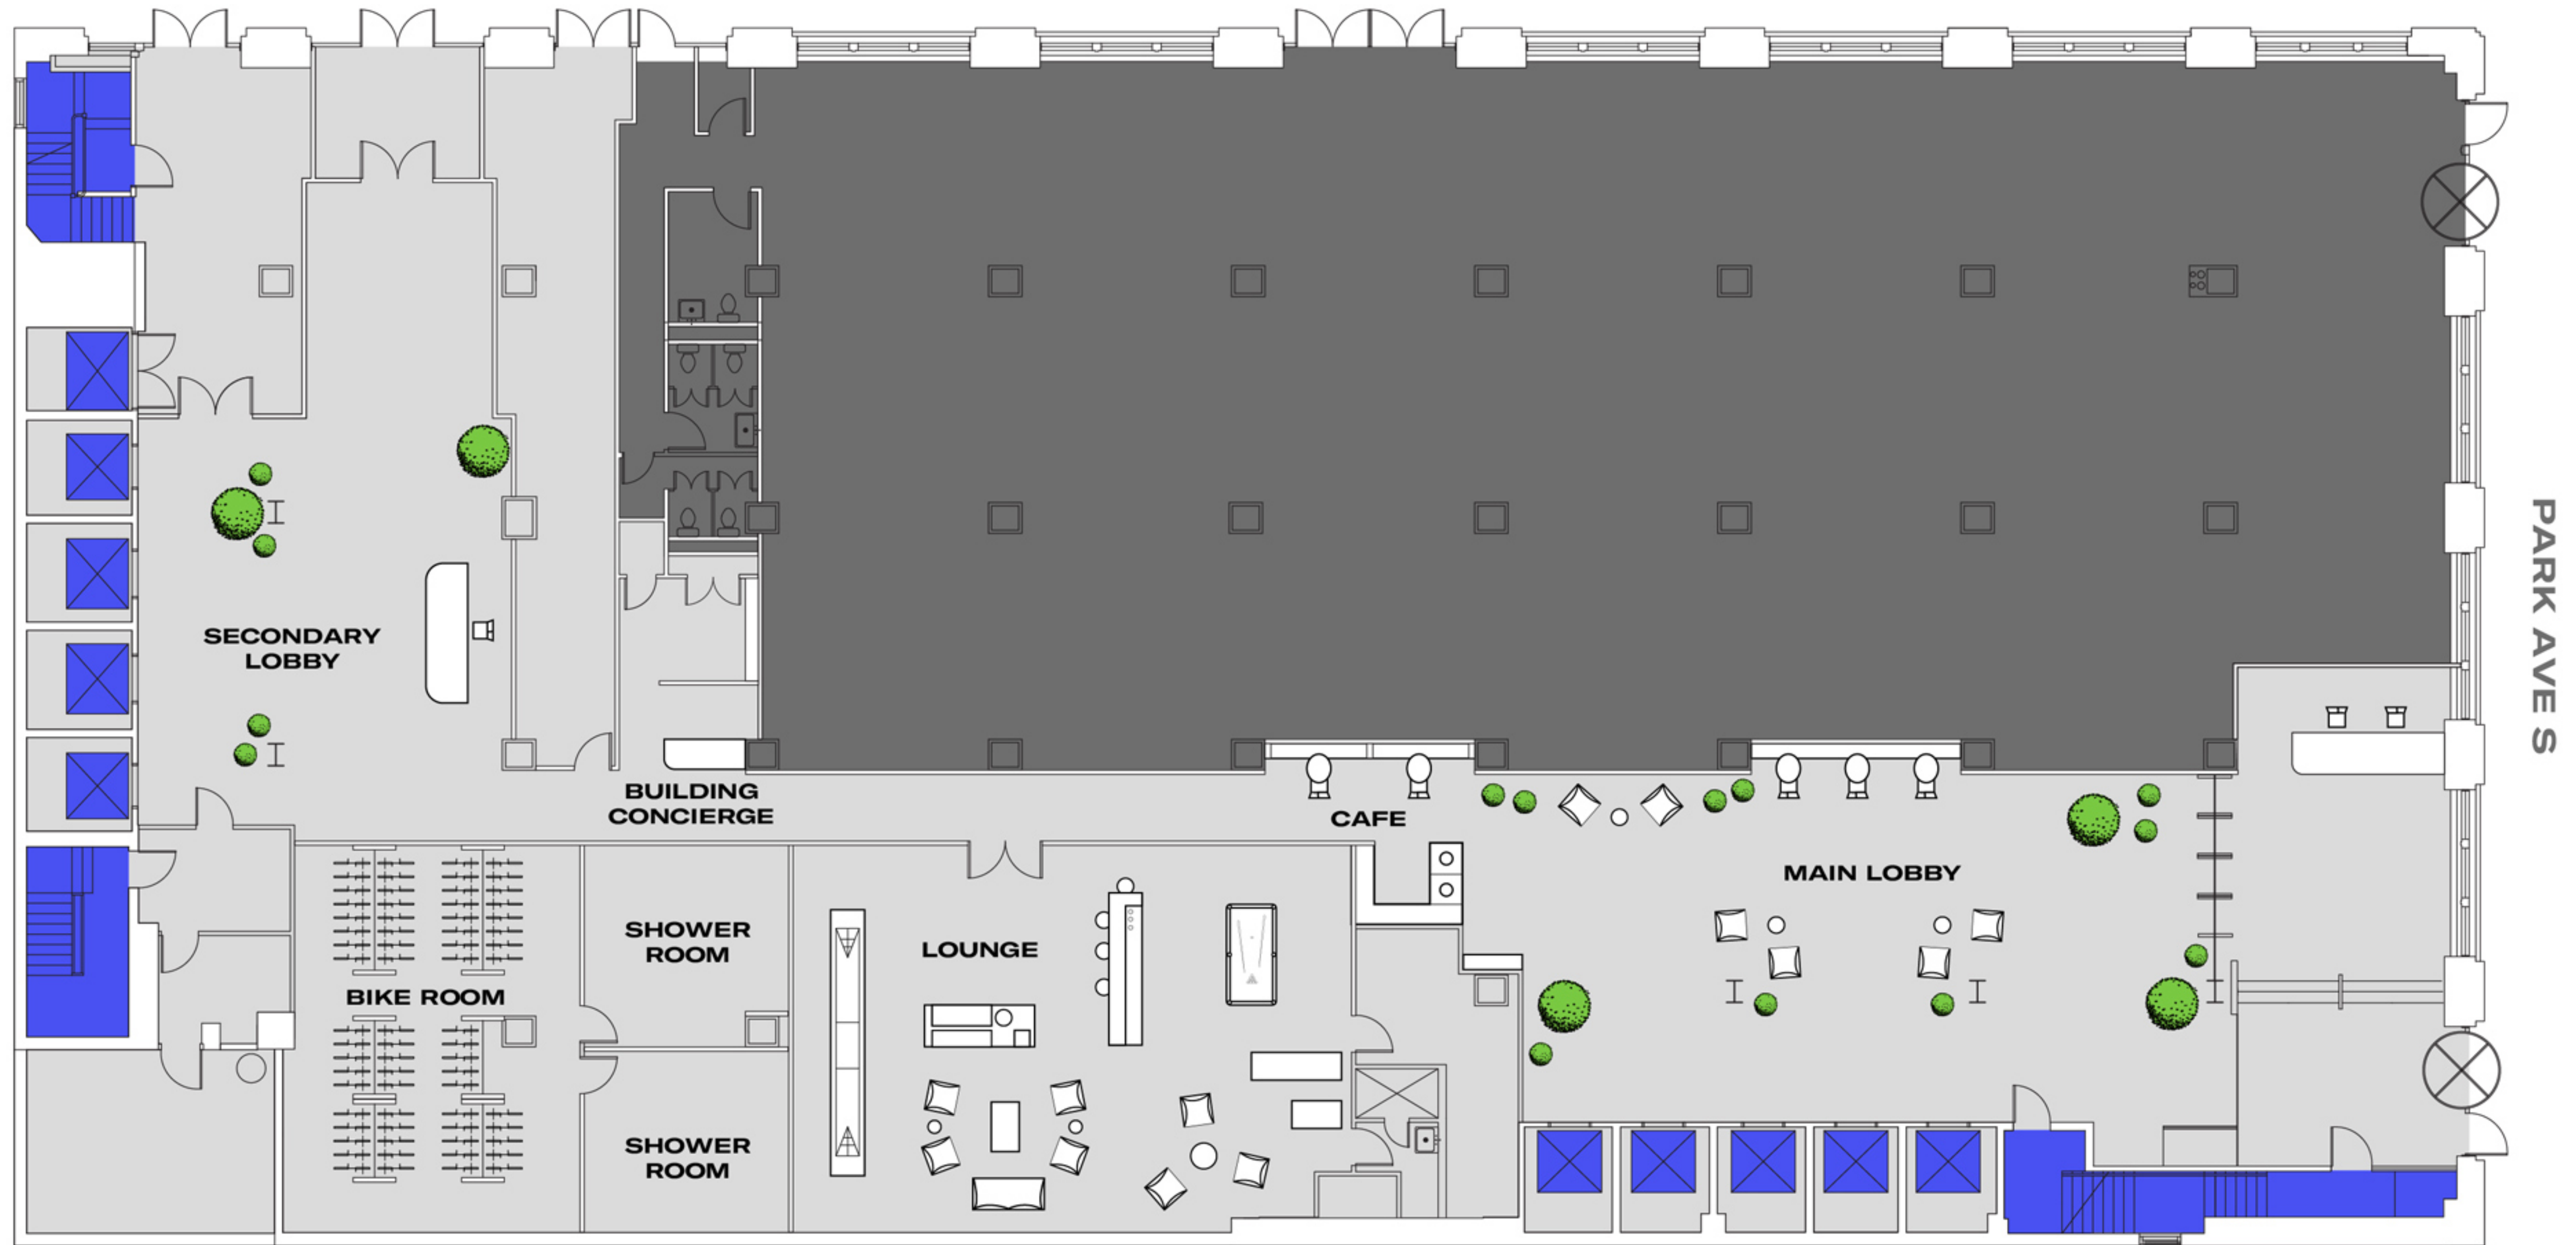 PARK AVE S
SECONDARY
LOBBY
BUILDING
CONCIERGE
CAFE
MAIN LOBBY
SHOWER
ROOM
LOUNGE
BIKE ROOM
SHOWER
ROOM